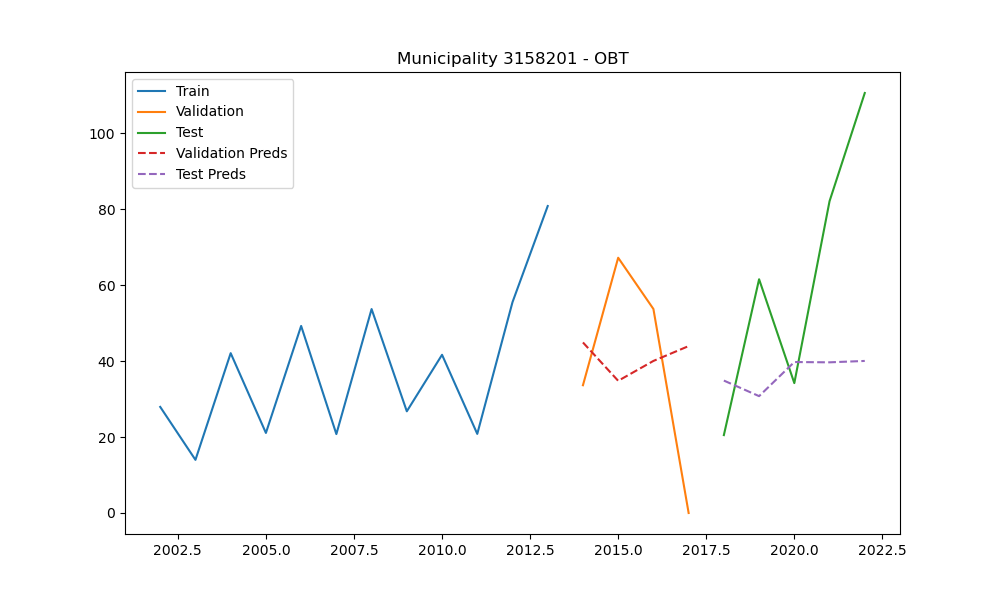 Municipality 3158201 - OBT
Train
Validation
Test
Validation Preds
Test Preds
100
80
60
40
20
0
2002.5 2005.0 2007.5 2010.0 2012.5 2015.0 2017.5 2020.0 2022.5